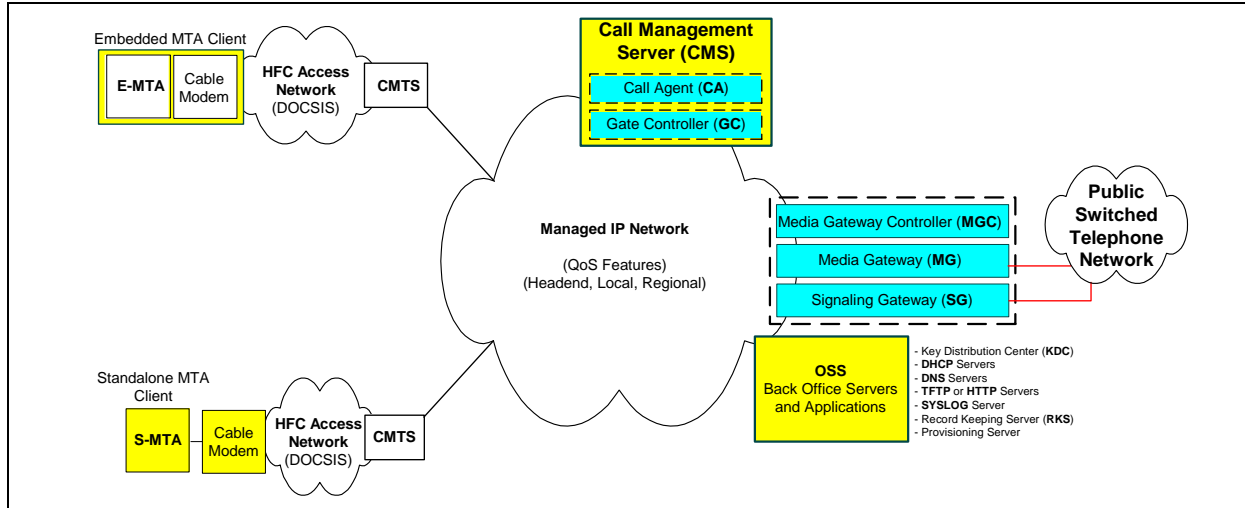 Embedded MTA Client
E-MTA
Cable
Modem
HFC Access
Network
(DOCSIS)
CMTS
Call Management
Server (CMS)
Call Agent (CA)
Gate Controller (GC)
Managed IP Network
(QoS Features)
(Headend, Local, Regional)
Media Gateway Controller (MGC)
Media Gateway (MG)
Signaling Gateway (SG)
Public
Switched
Telephone
Network
Standalone MTA
Client
S-MTA
Cable
Modem
HFC Access
Network
(DOCSIS)
CMTS
OSS
Back Office Servers
and Applications
- Key Distribution Center (KDC)
- DHCP Servers
- DNS Servers
- TFTP or HTTP Servers
- SYSLOG Server
- Record Keeping Server (RKS)
- Provisioning Server